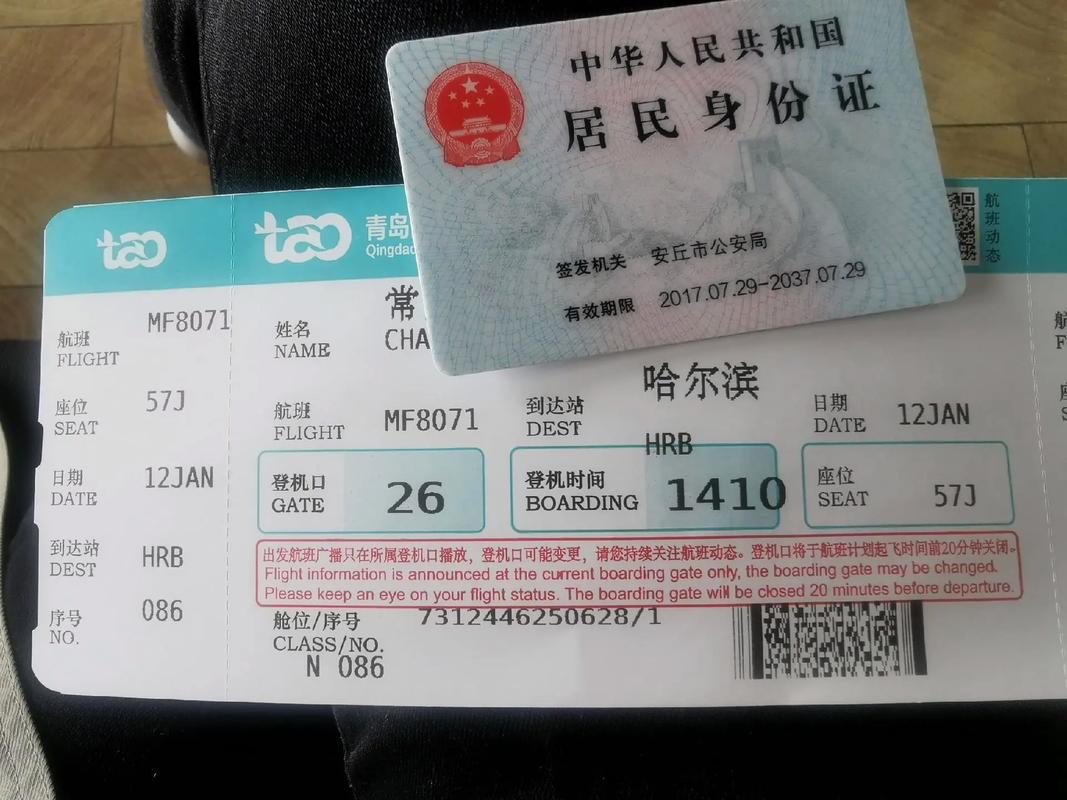 中华人民共和国
居民身份证
签发机关 安丘市公安局
有效期限 2017.07.29-2037.07.29
tao
航班 FLIGHT MF8071
座位 SEAT 57J
日期 DATE 12JAN
到达站 DEST HRB
序号 NO. 086
tao 青岛
Qingdao
航班动态
姓名 NAME 常
CHA
航班 FLIGHT MF8071
到达站 DEST 哈尔滨
HRB
日期 DATE 12JAN
登机口 GATE 26
登机时间 BOARDING 1410
座位 SEAT 57J
出发航班广播只在所属登机口播放，登机口可能变更，请您持续关注航班动态。登机口将于航班计划起飞时间前20分钟关闭。
Flight information is announced at the current boarding gate only, the boarding gate may be changed.
Please keep an eye on your flight status. The boarding gate will be closed 20 minutes before departure.
舱位/序号 7312446250628/1
CLASS/NO.
N 086